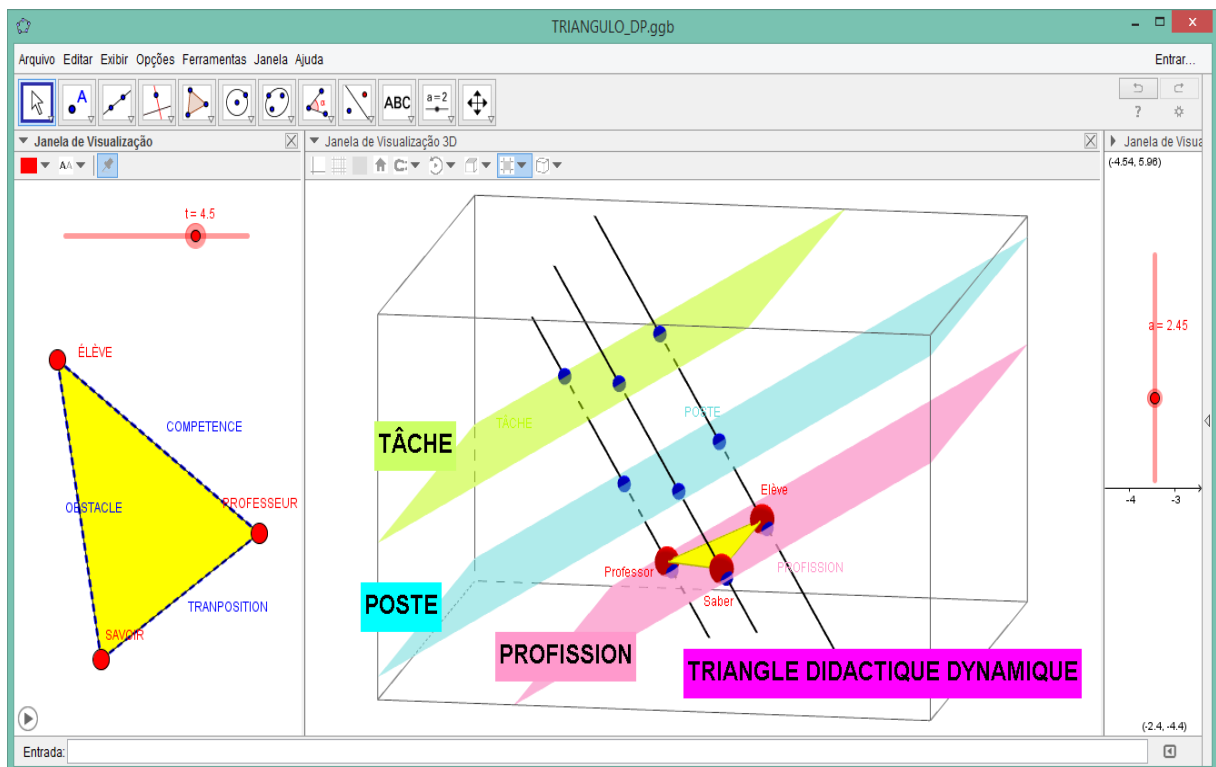 TRIANGULO_DP.ggb
Arquivo Editar Exibir Opções Ferramentas Janela Ajuda
Entrar...
A
α
ABC
a=2
?
Janela de Visualização
Janela de Visualização 3D
Janela de Visua
AA
t = 4.5
ÉLÈVE
COMPETENCE
OBSTACLE
PROFESSEUR
TRANPOSITION
SAVOIR
TÂCHE
TÂCHE
POSTE
POSTE
Elève
Professor
Saber
PROFISSION
PROFISSION
TRIANGLE DIDACTIQUE DYNAMIQUE
(-4.54, 5.96)
a = 2.45
-4
-3
(-2.4, -4.4)
Entrada: